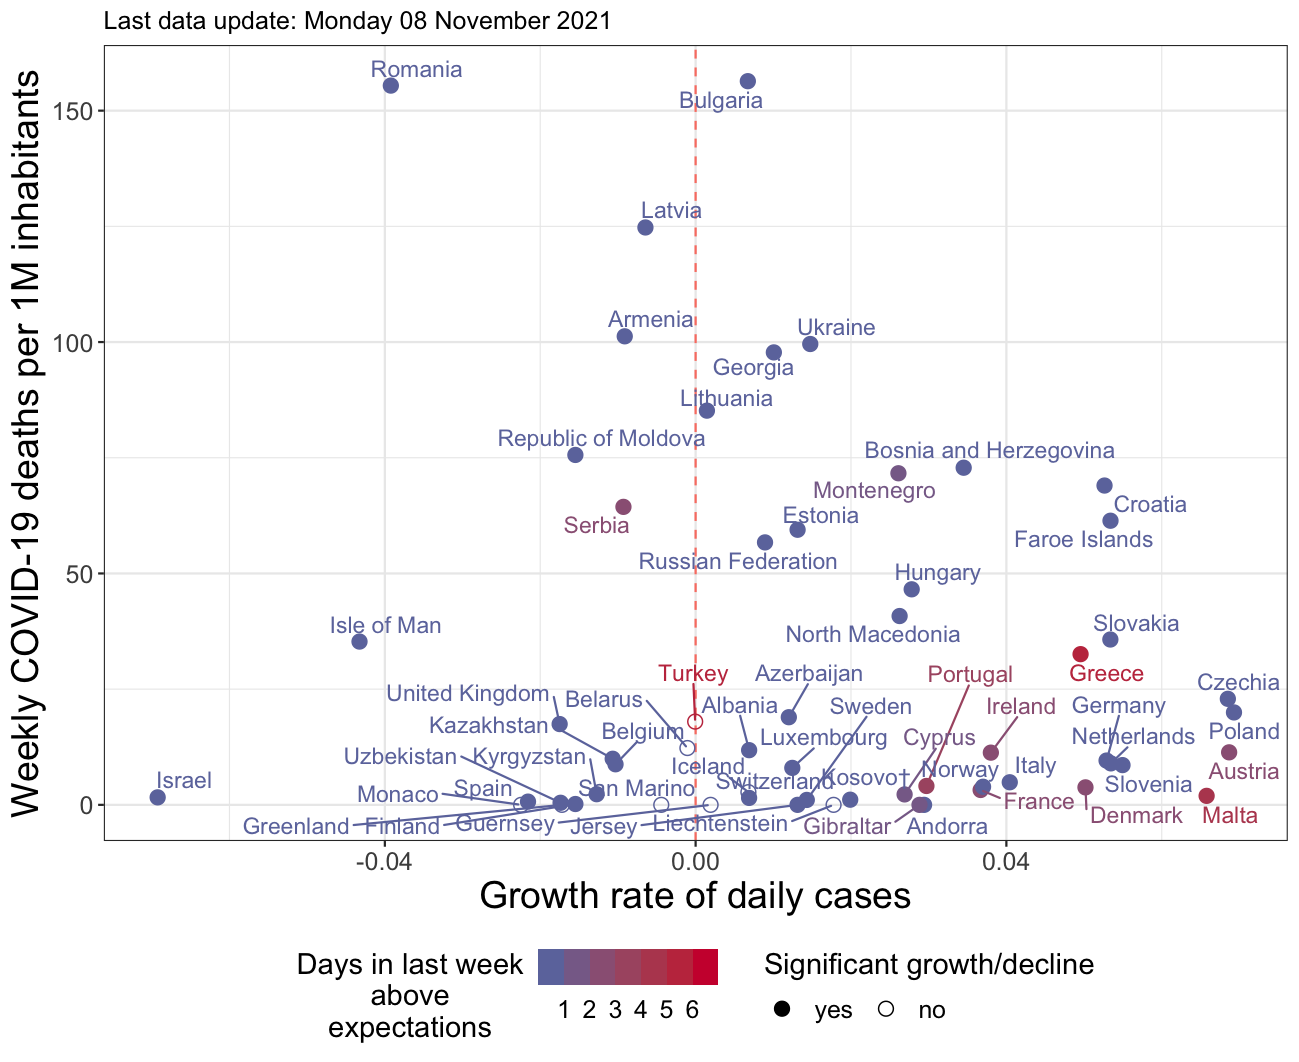 Last data update: Monday 08 November 2021
Weekly COVID-19 deaths per 1M inhabitants
150
100
50
0
Romania
Bulgaria
Latvia
Armenia
Ukraine
Georgia
Lithuania
Republic of Moldova
Bosnia and Herzegovina
Montenegro
Croatia
Serbia
Estonia
Faroe Islands
Russian Federation
Hungary
Isle of Man
Slovakia
North Macedonia
Turkey
Azerbaijan
Portugal
Greece
Czechia
United Kingdom
Belarus
Albania
Sweden
Ireland
Germany
Kazakhstan
Belgium
Luxembourg
Cyprus
Netherlands
Poland
Uzbekistan
Kyrgyzstan
Iceland
Norway
Italy
Austria
Israel
Monaco
Spain
San Marino
Switzerland
Kosovo†
France
Slovenia
Greenland
Finland
Guernsey
Jersey
Liechtenstein
Gibraltar
Andorra
Denmark
Malta
-0.04
0.00
0.04
Growth rate of daily cases
Days in last week
above
expectations
1 2 3 4 5 6
Significant growth/decline
yes
no